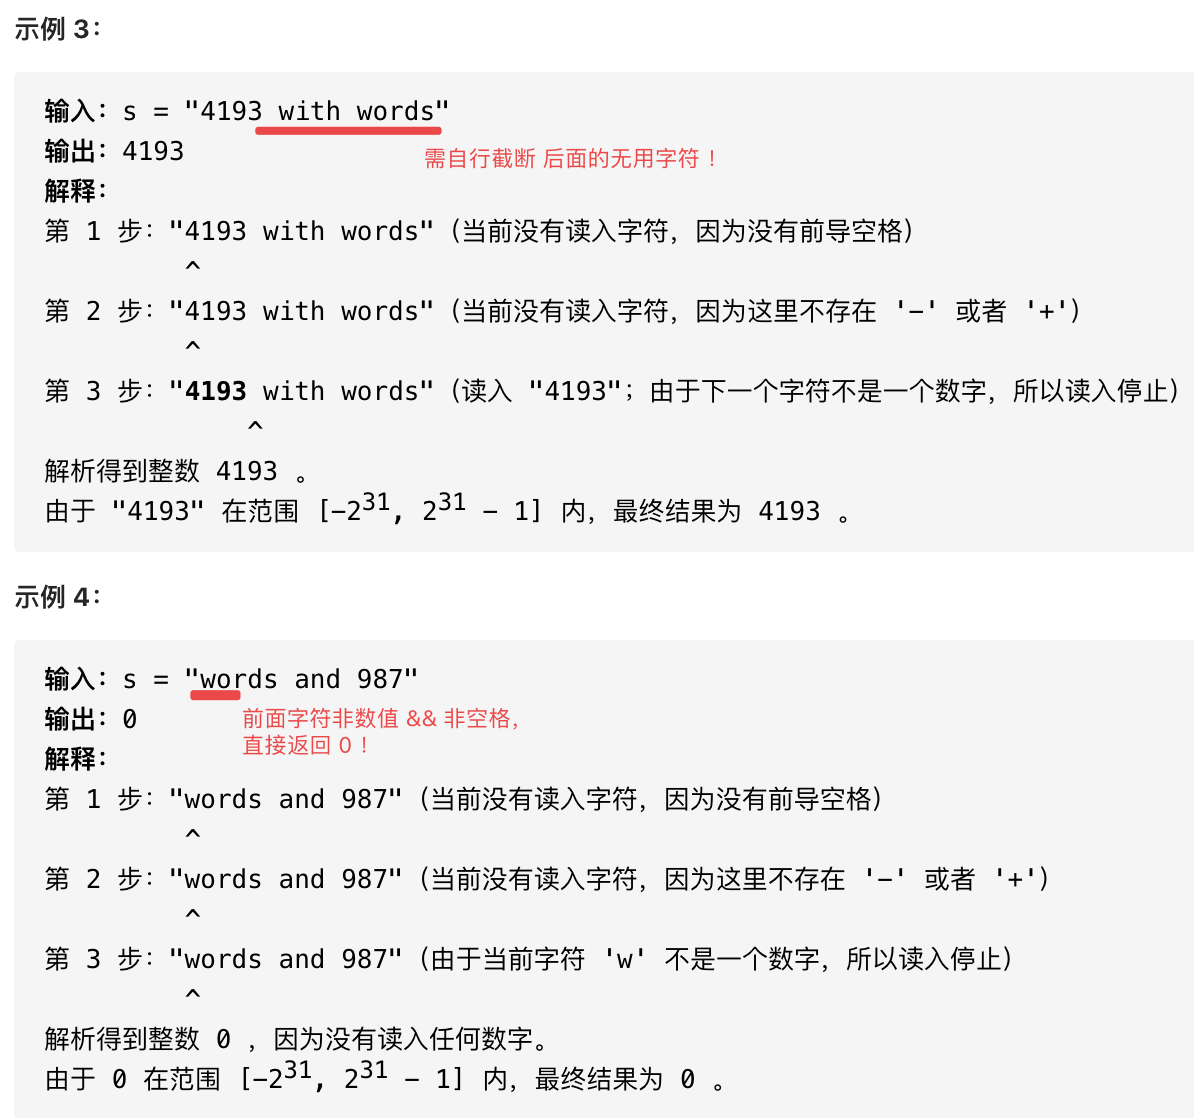 示例 3：
输入：s = "4193 with words"
输出：4193
需自行截断 后面的无用字符！
解释：
第 1 步："4193 with words"（当前没有读入字符，因为没有前导空格）
^
第 2 步："4193 with words"（当前没有读入字符，因为这里不存在 '-' 或者 '+'）
^
第 3 步："4193 with words"（读入 "4193"；由于下一个字符不是一个数字，所以读入停止）
^
解析得到整数 4193 。
由于 "4193" 在范围 [-2^31, 2^31 - 1] 内，最终结果为 4193 。
示例 4：
输入：s = "words and 987"
输出：0
前面字符非数值 && 非空格，
直接返回 0！
解释：
第 1 步："words and 987"（当前没有读入字符，因为没有前导空格）
^
第 2 步："words and 987"（当前没有读入字符，因为这里不存在 '-' 或者 '+'）
^
第 3 步："words and 987"（由于当前字符 'w' 不是一个数字，所以读入停止）
^
解析得到整数 0 ，因为没有读入任何数字。
由于 0 在范围 [-2^31, 2^31 - 1] 内，最终结果为 0 。